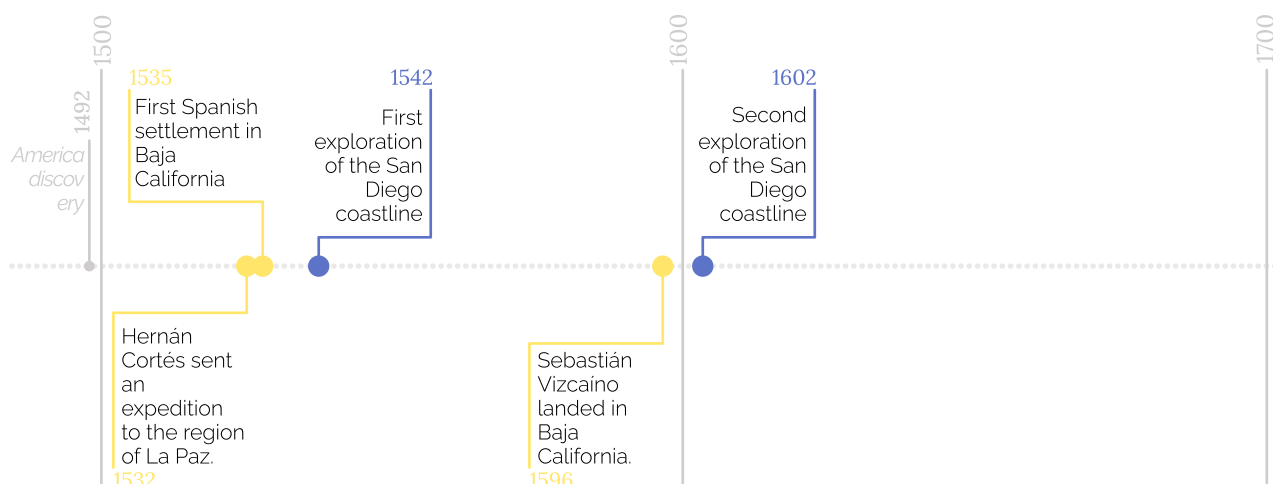 1500
1600
1700
1492
America
discov
ery
1535
First Spanish
settlement in
Baja
California
1542
First
exploration
of the San
Diego
coastline
1602
Second
exploration
of the San
Diego
coastline
Hernán
Cortés sent
an
expedition
to the region
of La Paz.
1532
Sebastián
Vizcaíno
landed in
Baja
California.
1596